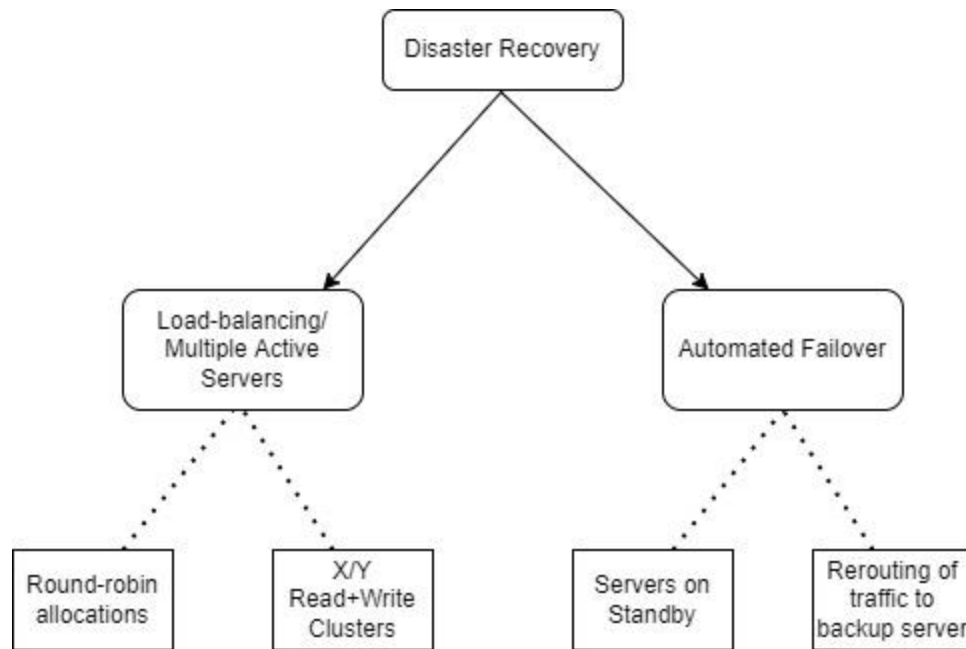 Disaster Recovery
Load-balancing/
Multiple Active
Servers
Automated Failover
Round-robin
allocations
X/Y
Read+Write
Clusters
Servers on
Standby
Rerouting of
traffic to
backup server